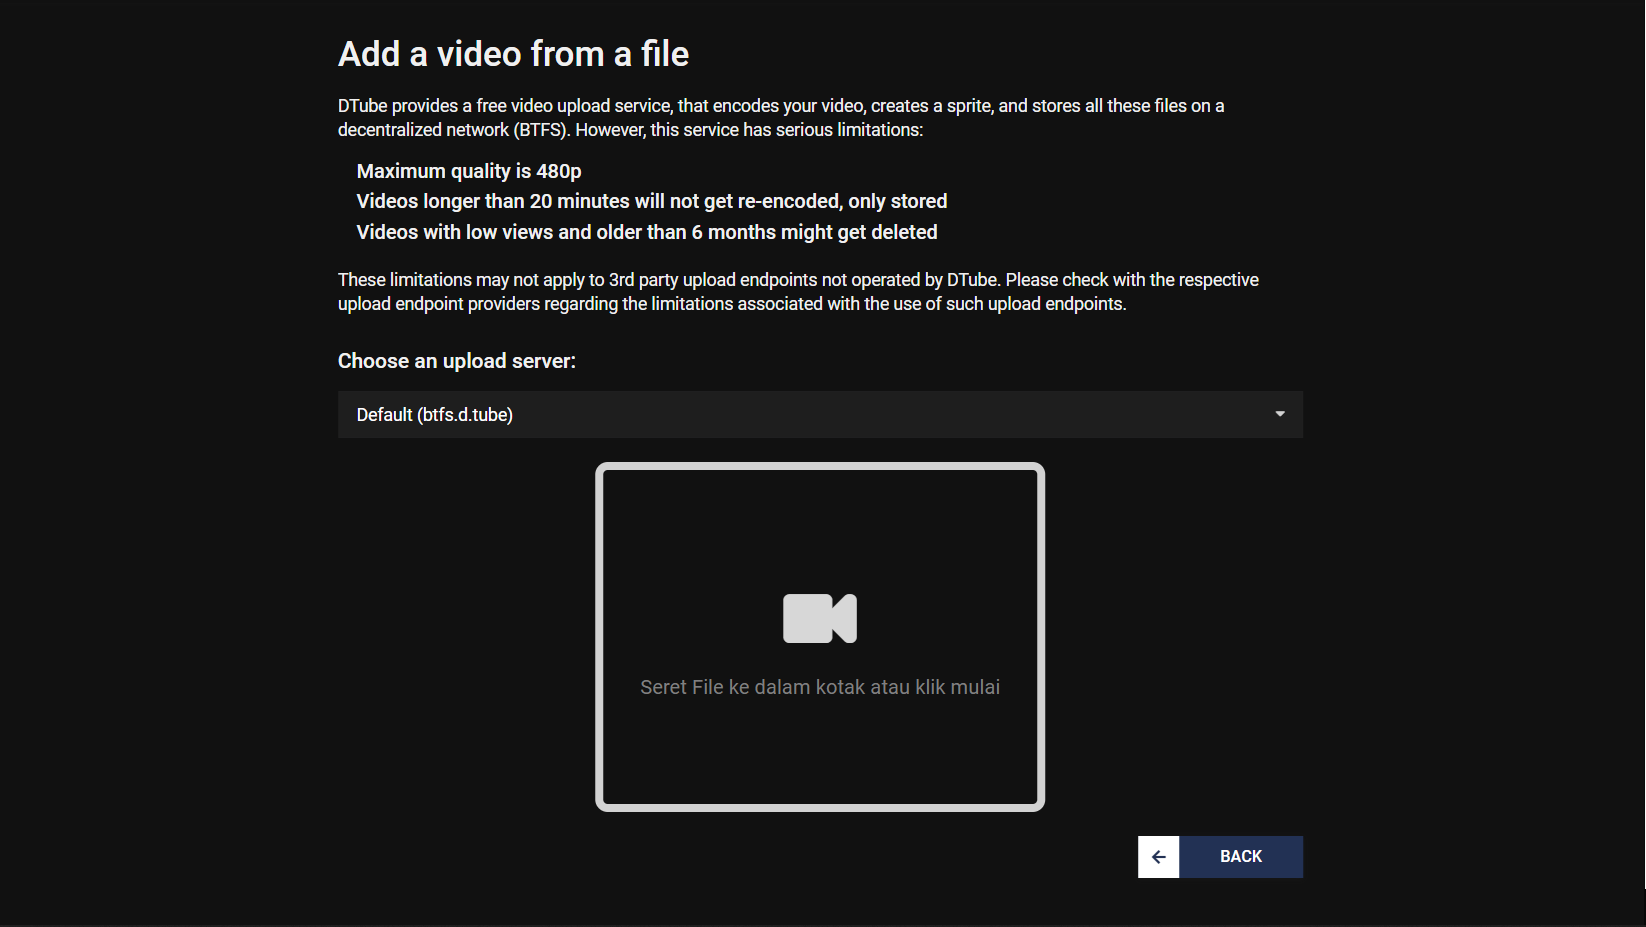 Add a video from a file
DTube provides a free video upload service, that encodes your video, creates a sprite, and stores all these files on a
decentralized network (BTFS). However, this service has serious limitations:
Maximum quality is 480p
Videos longer than 20 minutes will not get re-encoded, only stored
Videos with low views and older than 6 months might get deleted
These limitations may not apply to 3rd party upload endpoints not operated by DTube. Please check with the respective
upload endpoint providers regarding the limitations associated with the use of such upload endpoints.
Choose an upload server:
Default (btfs.d.tube)
Seret File ke dalam kotak atau klik mulai
BACK